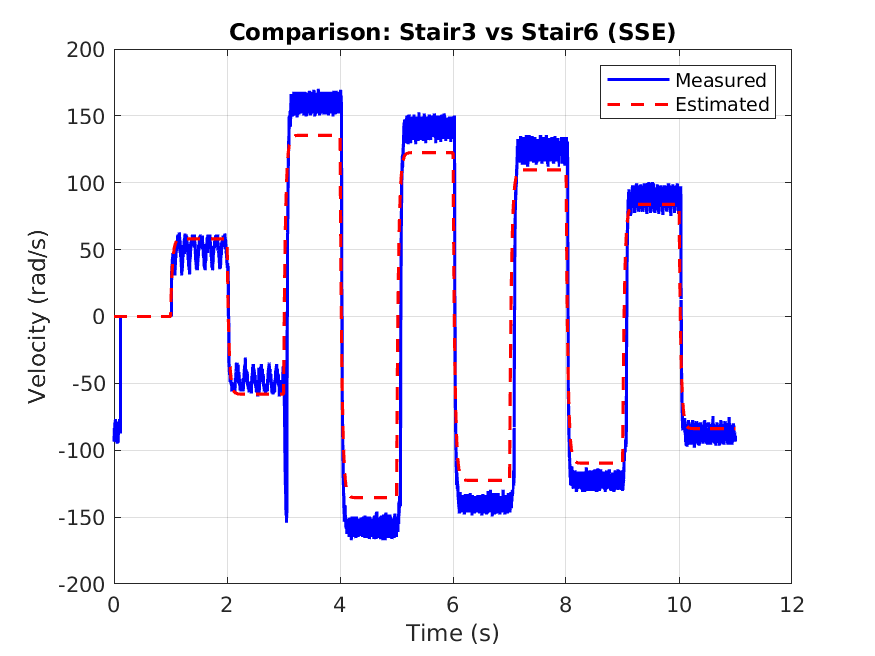 Comparison: Stair3 vs Stair6 (SSE)
200
150
100
50
0
-50
-100
-150
-200
Velocity (rad/s)
Measured
Estimated
0 2 4 6 8 10 12
Time (s)